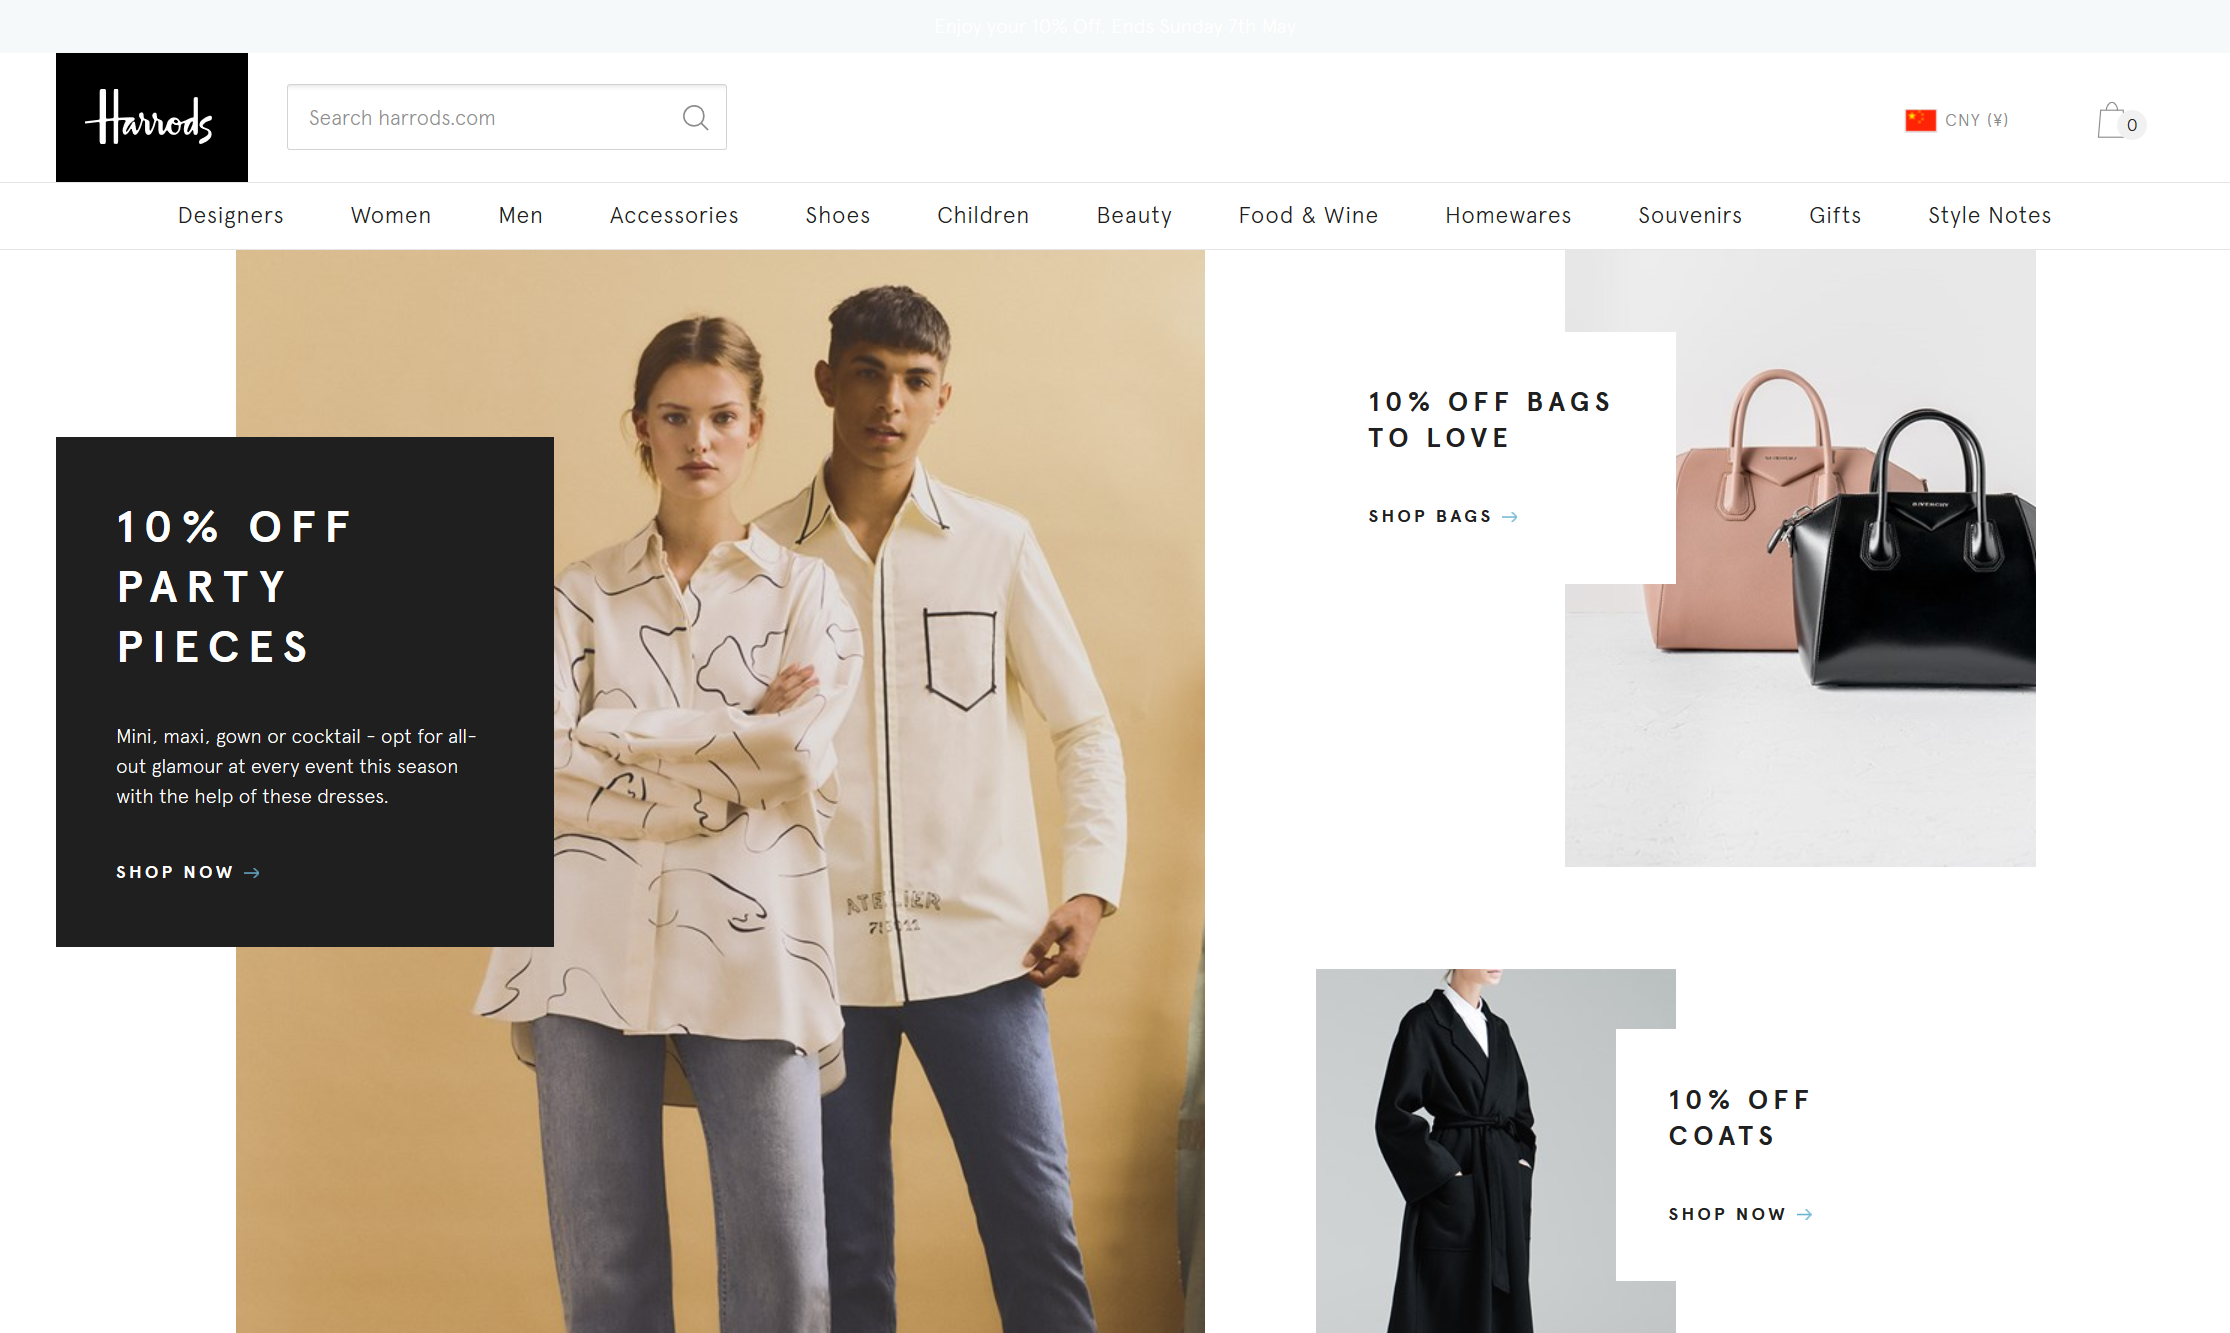 Enjoy your 10% Off. Ends Sunday 7th May
Harrods
Search harrods.com
CNY (¥)
0
Designers
Women
Men
Accessories
Shoes
Children
Beauty
Food & Wine
Homewares
Souvenirs
Gifts
Style Notes
10% OFF
PARTY
PIECES
Mini, maxi, gown or cocktail - opt for all-
out glamour at every event this season
with the help of these dresses.
SHOP NOW →
ATELIER
10% OFF BAGS
TO LOVE
SHOP BAGS →
GIVENCHY
10% OFF
COATS
SHOP NOW →